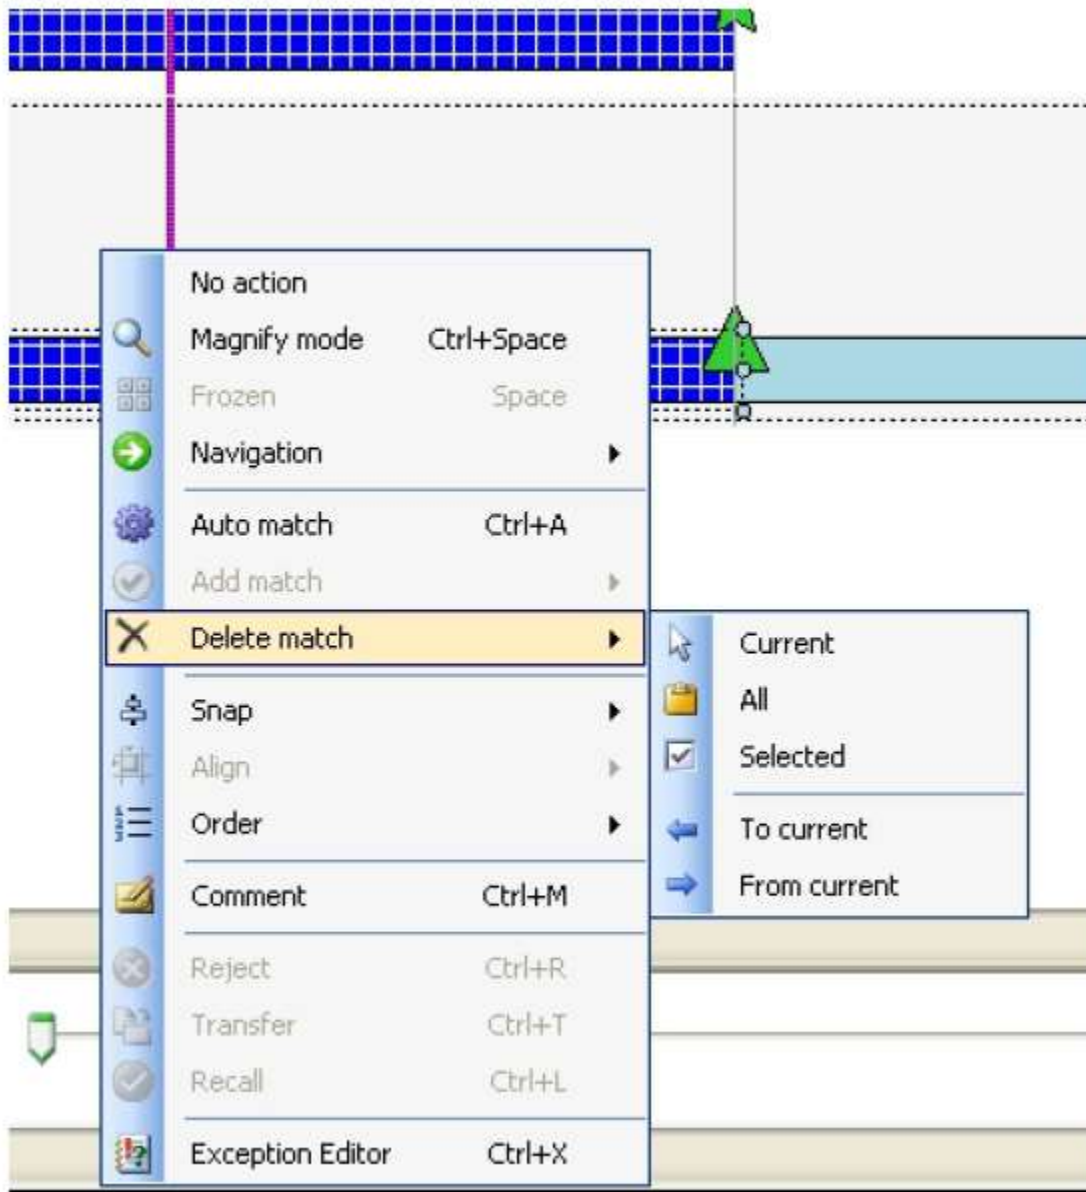 No action
Magnify mode Ctrl+Space
Frozen Space
Navigation
Auto match Ctrl+A
Add match
Delete match
Current
All
Selected
To current
From current
Snap
Align
Order
Comment Ctrl+M
Reject Ctrl+R
Transfer Ctrl+T
Recall Ctrl+L
Exception Editor Ctrl+X